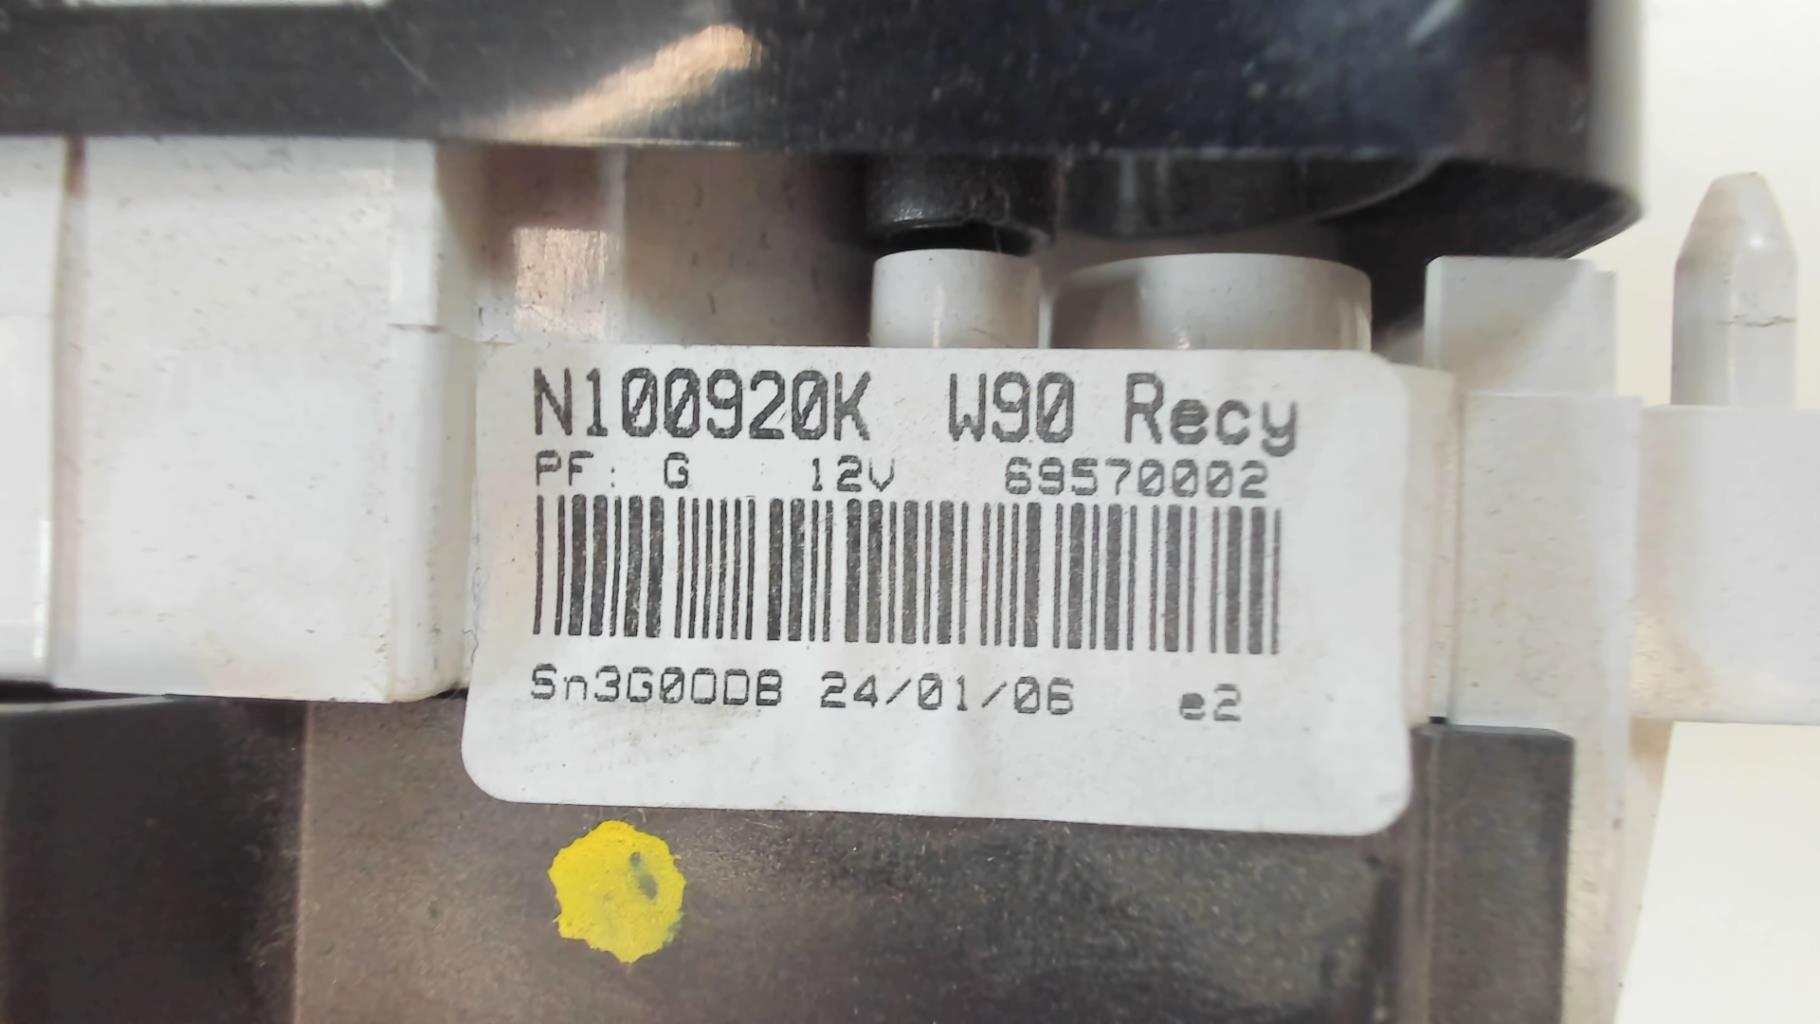 N100920K W90 Recy
PF: G 12V 69570002
Sn3G00DB 24/01/06 e2